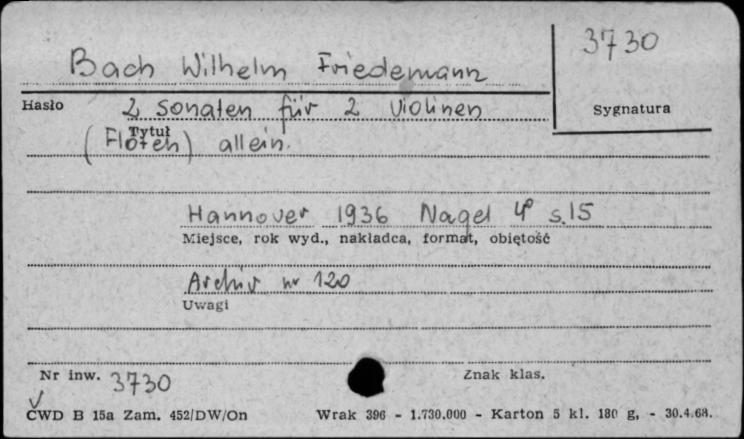 3730
Bach Wilhelm Friedemann
Hasło
2 Sonaten für 2 Violinen
Sygnatura
Tytuł
(Flöten) allein.
Hannover 1936 Nagel 4° s. 15
Miejsce, rok wyd., nakładca, format, objętość
Archiv nr 120
Uwagi
Nr inw. 3730
Znak klas.
CWD B 15a Zam. 452/DW/On Wrak 396 - 1.730.000 - Karton 5 kl. 180 g, - 30.4.68.